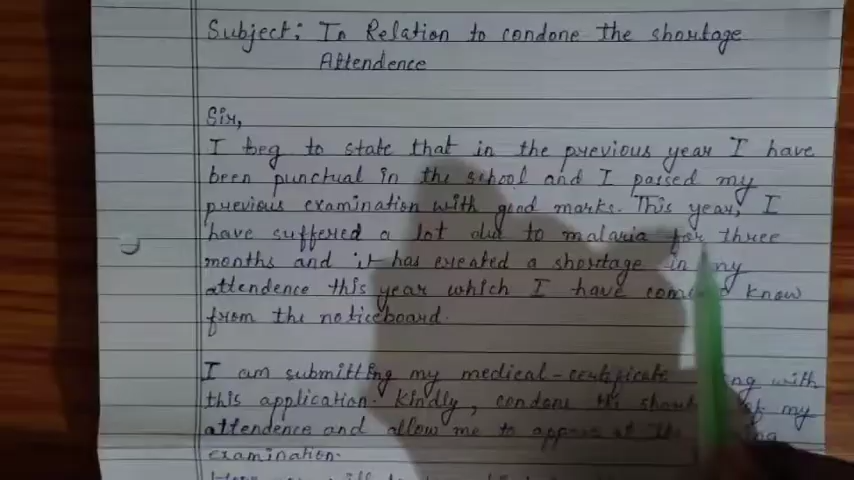 Subject: In Relation to condone the shortage
Attendence
Sir,
I beg to state that in the previous year I have
been punctual in the school and I passed my
previous examination with good marks. This year, I
have suffered a lot due to malaria for three
months and it has created a shortage in my
attendence this year which I have come know
from the noticeboard.
I am submitting my medical-certificate with
this application. Kindly, condone the of my
attendence and allow me to appear at the
examination.